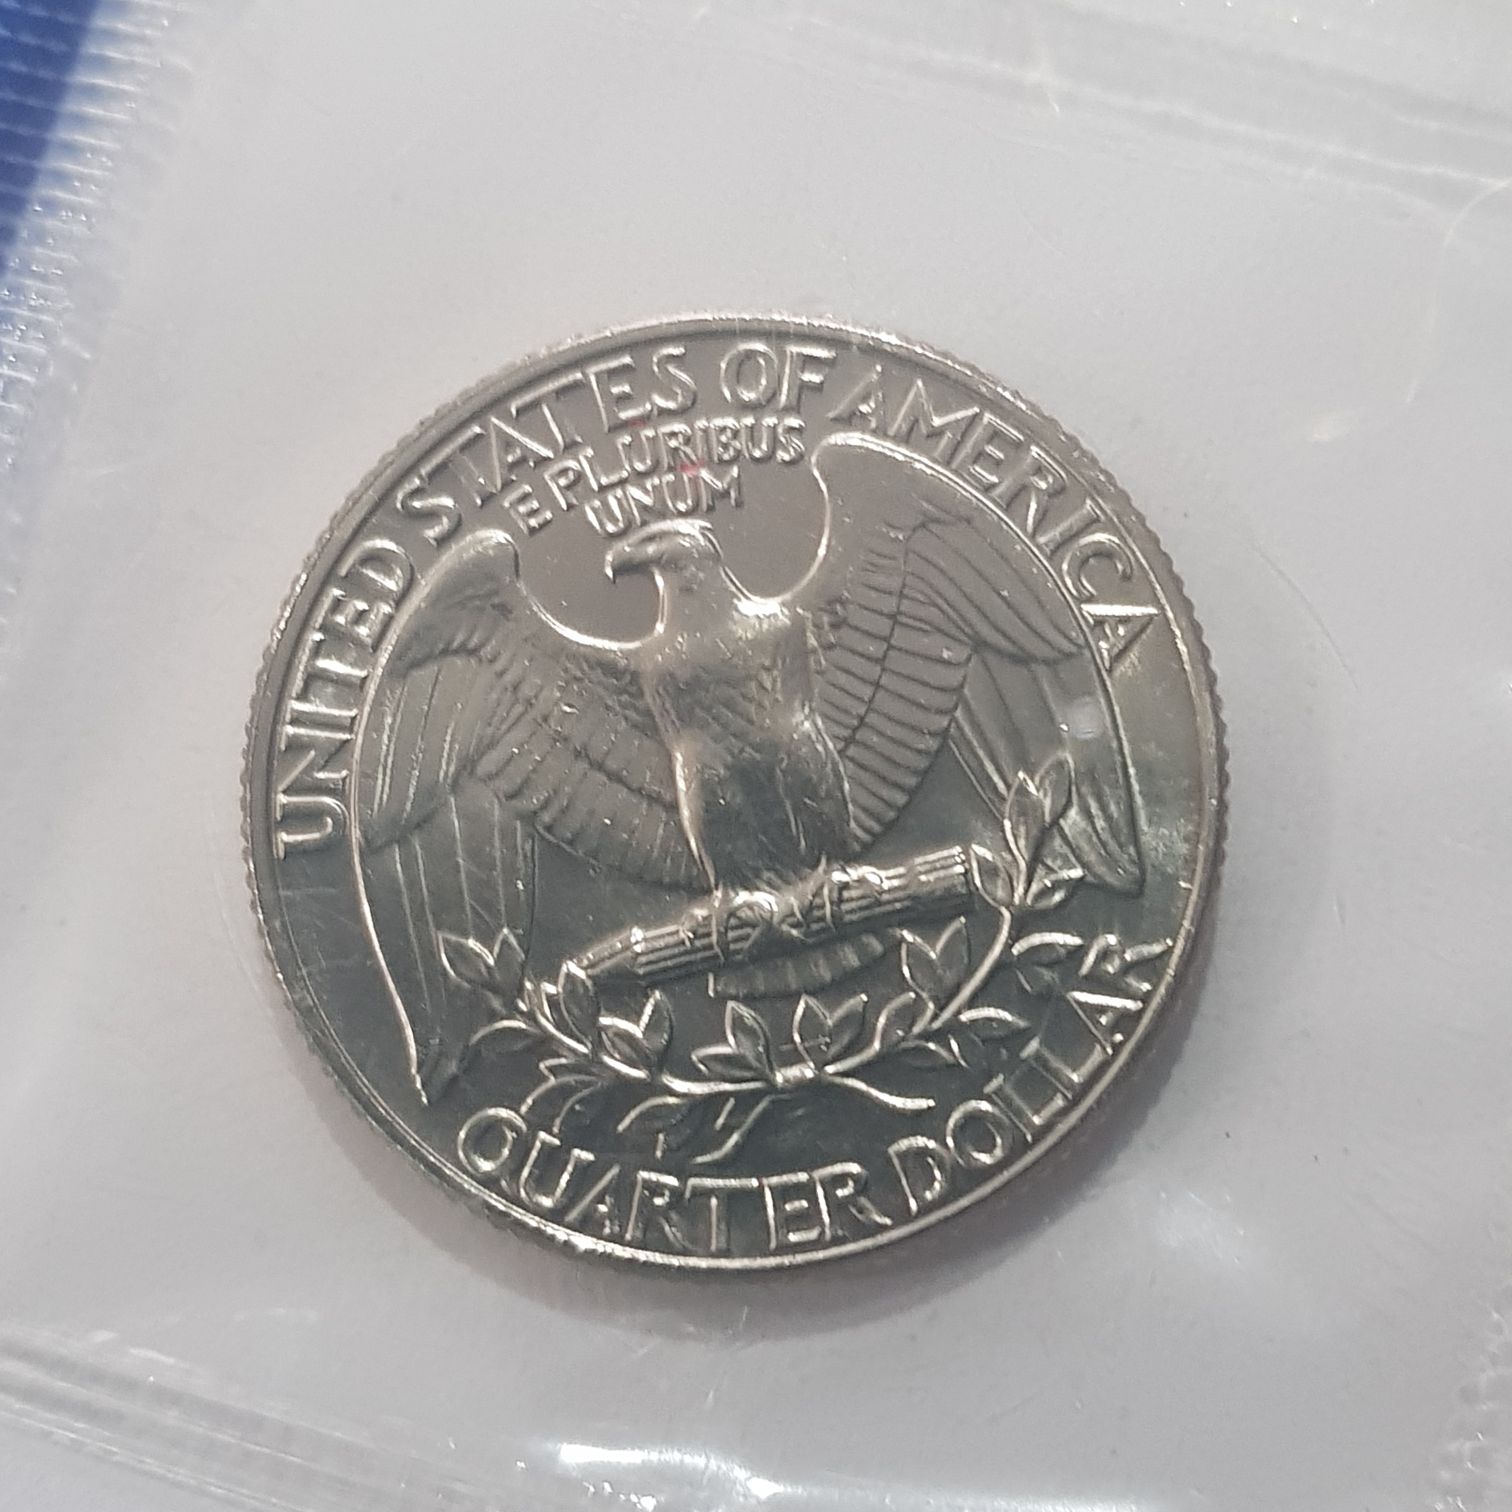 UNITED STATES OF AMERICA
E PLURIBUS
UNUM
QUARTER DOLLAR